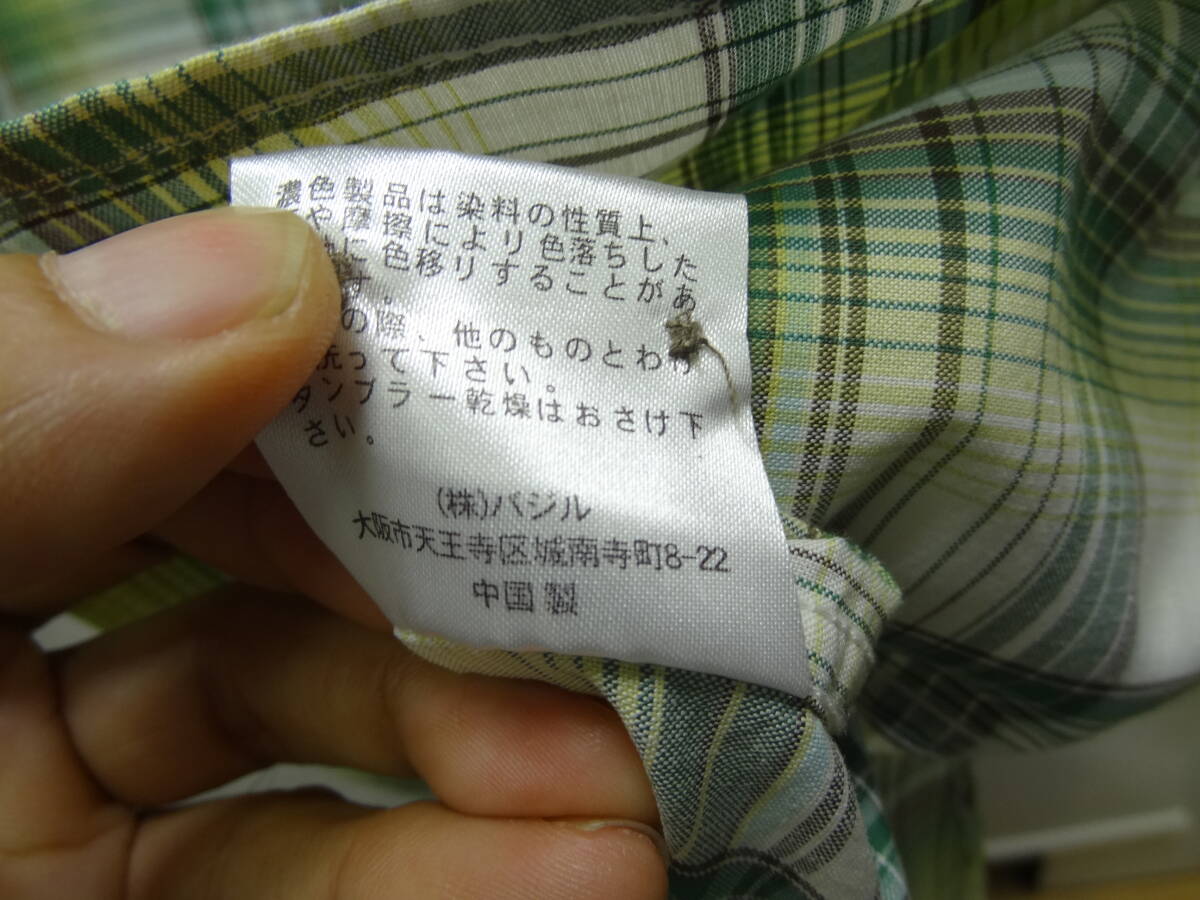 濃色製品は染料の性質上、
や摩擦により色落ちした
に色移りすることがあ
す。
の際、他のものとわけ
洗って下さい。
タンブラー乾燥はおさけ下
さい。
(株)バジル
大阪市天王寺区城南寺町8-22
中国製